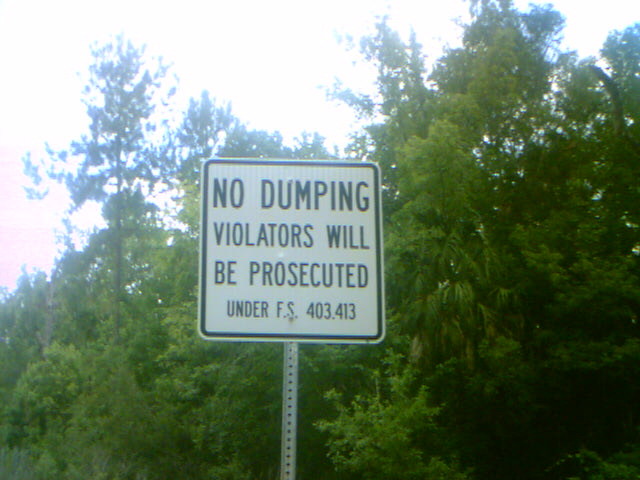 NO DUMPING
VIOLATORS WILL
BE PROSECUTED
UNDER F.S. 403.413